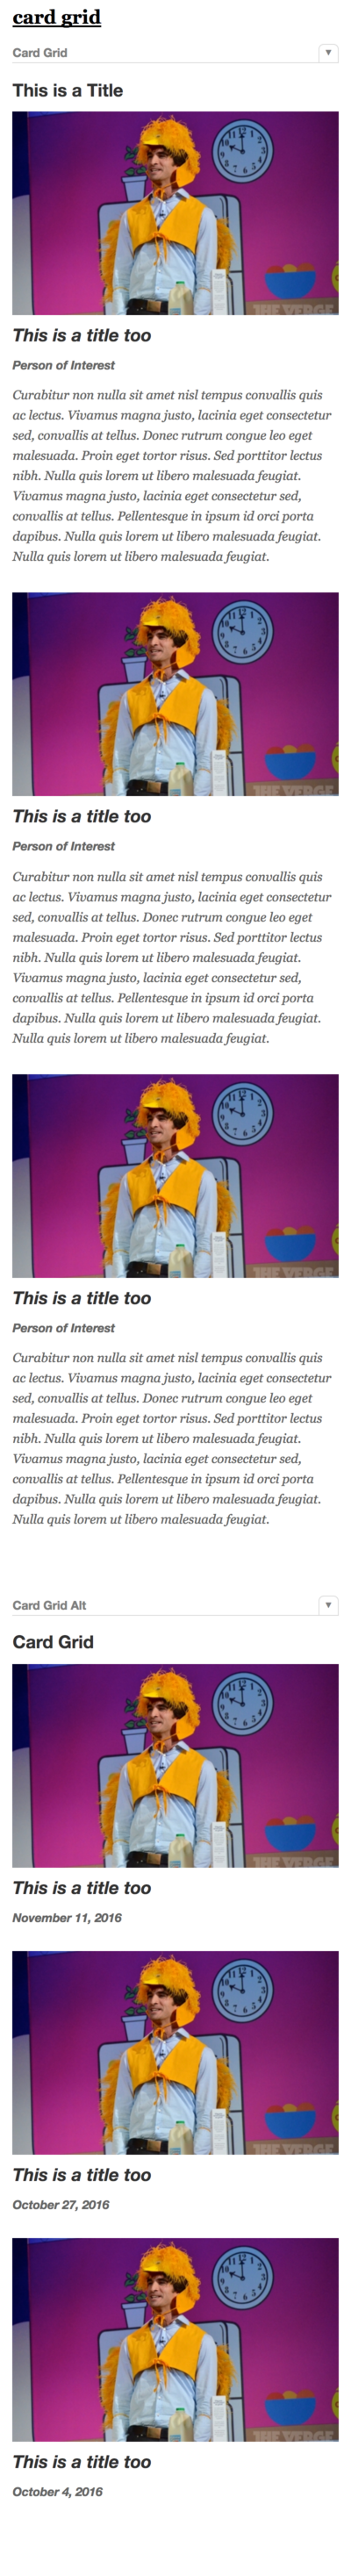 card grid
Card Grid
▼
This is a Title
THE VERGE
This is a title too
Person of Interest
Curabitur non nulla sit amet nisl tempus convallis quis
ac lectus. Vivamus magna justo, lacinia eget consectetur
sed, convallis at tellus. Donec rutrum congue leo eget
malesuada. Proin eget tortor risus. Sed porttitor lectus
nibh. Nulla quis lorem ut libero malesuada feugiat.
Vivamus magna justo, lacinia eget consectetur sed,
convallis at tellus. Pellentesque in ipsum id orci porta
dapibus. Nulla quis lorem ut libero malesuada feugiat.
Nulla quis lorem ut libero malesuada feugiat.
THE VERGE
This is a title too
Person of Interest
Curabitur non nulla sit amet nisl tempus convallis quis
ac lectus. Vivamus magna justo, lacinia eget consectetur
sed, convallis at tellus. Donec rutrum congue leo eget
malesuada. Proin eget tortor risus. Sed porttitor lectus
nibh. Nulla quis lorem ut libero malesuada feugiat.
Vivamus magna justo, lacinia eget consectetur sed,
convallis at tellus. Pellentesque in ipsum id orci porta
dapibus. Nulla quis lorem ut libero malesuada feugiat.
Nulla quis lorem ut libero malesuada feugiat.
THE VERGE
This is a title too
Person of Interest
Curabitur non nulla sit amet nisl tempus convallis quis
ac lectus. Vivamus magna justo, lacinia eget consectetur
sed, convallis at tellus. Donec rutrum congue leo eget
malesuada. Proin eget tortor risus. Sed porttitor lectus
nibh. Nulla quis lorem ut libero malesuada feugiat.
Vivamus magna justo, lacinia eget consectetur sed,
convallis at tellus. Pellentesque in ipsum id orci porta
dapibus. Nulla quis lorem ut libero malesuada feugiat.
Nulla quis lorem ut libero malesuada feugiat.
Card Grid Alt
▼
Card Grid
THE VERGE
This is a title too
November 11, 2016
THE VERGE
This is a title too
October 27, 2016
THE VERGE
This is a title too
October 4, 2016